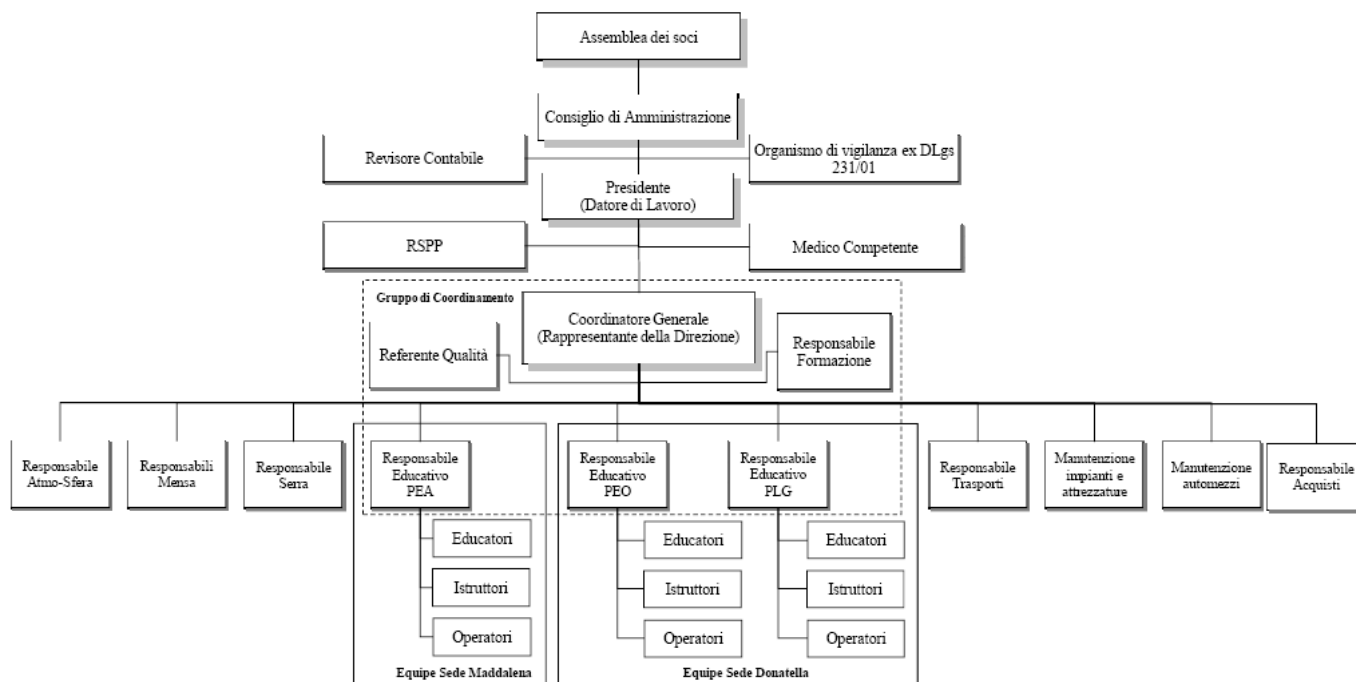 Assemblea dei soci
Consiglio di Amministrazione
Revisore Contabile
Organismo di vigilanza ex DLgs
231/01
Presidente
(Datore di Lavoro)
RSPP
Medico Competente
Gruppo di Coordinamento
Coordinatore Generale
(Rappresentante della Direzione)
Referente Qualità
Responsabile
Formazione
Responsabile
Atmo-Sfera
Responsabili
Mensa
Responsabile
Serra
Responsabile
Educativo
PEA
Responsabile
Educativo
PEO
Responsabile
Educativo
PLG
Responsabile
Trasporti
Manutenzione
impianti e
attrezzature
Manutenzione
automezzi
Responsabile
Acquisti
Educatori
Istruttori
Operatori
Educatori
Istruttori
Operatori
Educatori
Istruttori
Operatori
Equipe Sede Maddalena
Equipe Sede Donatella